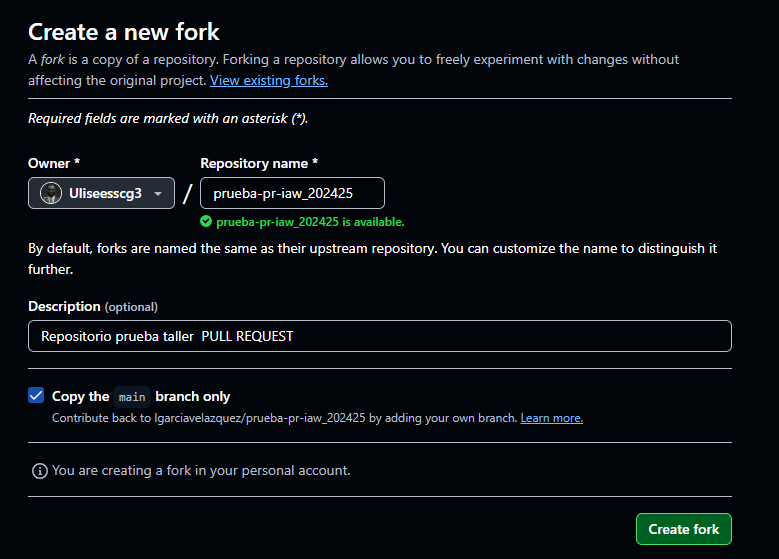 Create a new fork
A fork is a copy of a repository. Forking a repository allows you to freely experiment with changes without
affecting the original project. View existing forks.
Required fields are marked with an asterisk (*).
Owner * Repository name *
Uliseesscg3 / prueba-pr-iaw_202425
prueba-pr-iaw_202425 is available.
By default, forks are named the same as their upstream repository. You can customize the name to distinguish it
further.
Description (optional)
Repositorio prueba taller  PULL REQUEST
Copy the main branch only
Contribute back to lgarciavelazquez/prueba-pr-iaw_202425 by adding your own branch. Learn more.
You are creating a fork in your personal account.
Create fork